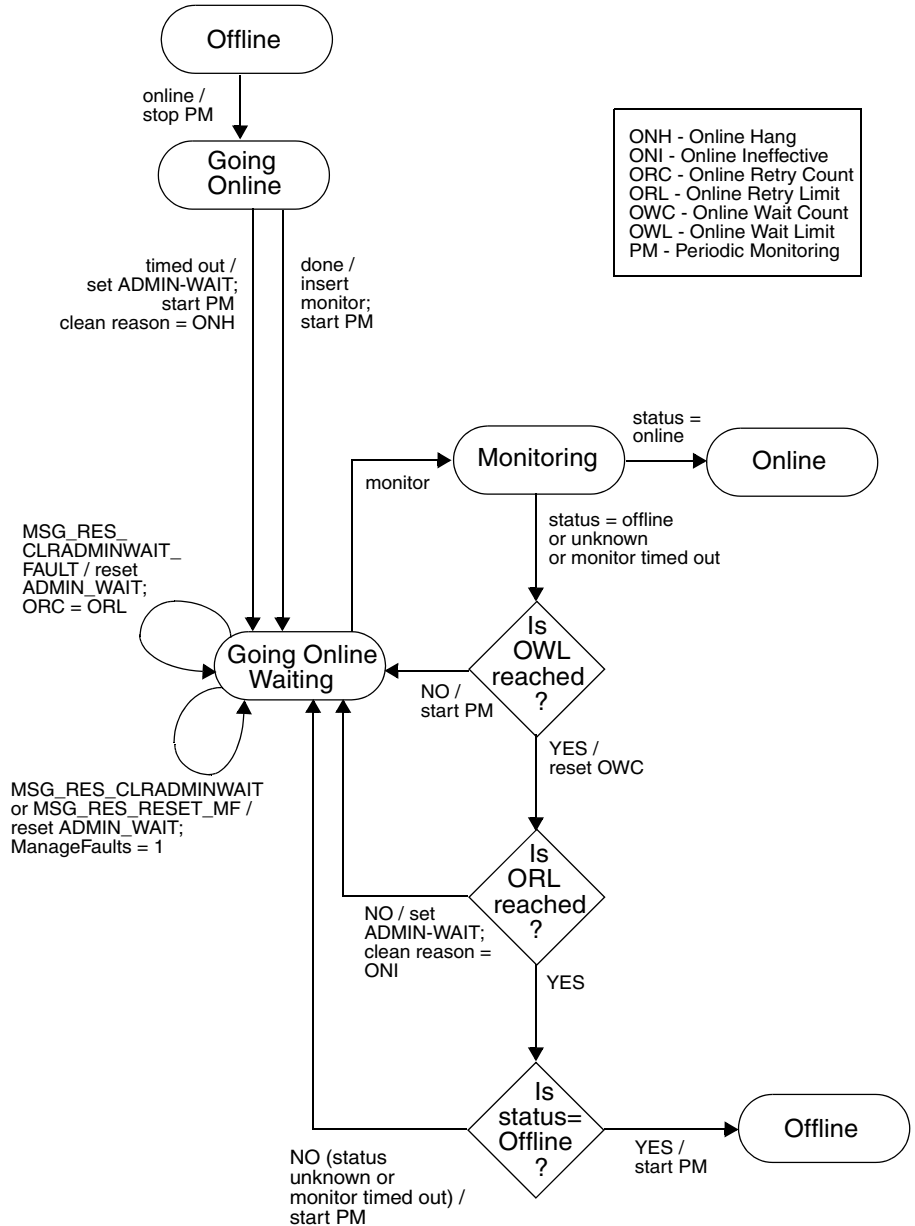 Offline
online /
stop PM
Going
Online
ONH - Online Hang
ONI - Online Ineffective
ORC - Online Retry Count
ORL - Online Retry Limit
OWC - Online Wait Count
OWL - Online Wait Limit
PM - Periodic Monitoring
timed out /
set ADMIN-WAIT;
start PM
clean reason = ONH
done /
insert
monitor;
start PM
status =
online
Monitoring
Online
monitor
status = offline
or unknown
or monitor timed out
MSG_RES_
CLRADMINWAIT_
FAULT / reset
ADMIN_WAIT;
ORC = ORL
Going Online
Waiting
Is
OWL
reached
?
NO /
start PM
YES /
reset OWC
MSG_RES_CLRADMINWAIT
or MSG_RES_RESET_MF /
reset ADMIN_WAIT;
ManageFaults = 1
Is
ORL
reached
?
NO / set
ADMIN-WAIT;
clean reason =
ONI
YES
Is
status=
Offline
?
Offline
YES /
start PM
NO (status
unknown or
monitor timed out) /
start PM